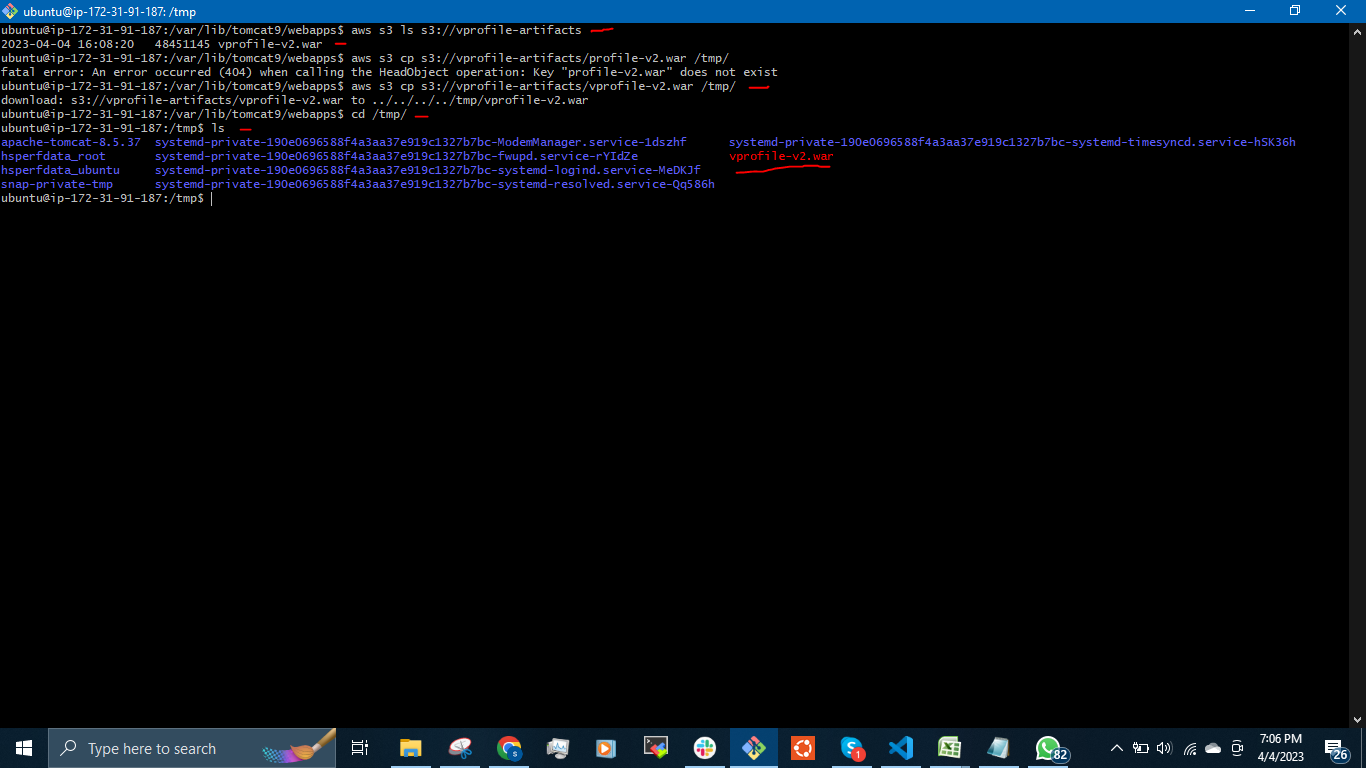 ubuntu@ip-172-31-91-187: /tmp
ubuntu@ip-172-31-91-187:/var/lib/tomcat9/webapps$ aws s3 ls s3://vprofile-artifacts
2023-04-04 16:08:20   48451145 vprofile-v2.war
ubuntu@ip-172-31-91-187:/var/lib/tomcat9/webapps$ aws s3 cp s3://vprofile-artifacts/profile-v2.war /tmp/
fatal error: An error occurred (404) when calling the HeadObject operation: Key "profile-v2.war" does not exist
ubuntu@ip-172-31-91-187:/var/lib/tomcat9/webapps$ aws s3 cp s3://vprofile-artifacts/vprofile-v2.war /tmp/
download: s3://vprofile-artifacts/vprofile-v2.war to ../../../../tmp/vprofile-v2.war
ubuntu@ip-172-31-91-187:/var/lib/tomcat9/webapps$ cd /tmp/
ubuntu@ip-172-31-91-187:/tmp$ ls
apache-tomcat-8.5.37  systemd-private-190e0696588f4a3aa37e919c1327b7bc-ModemManager.service-1dszhf  systemd-private-190e0696588f4a3aa37e919c1327b7bc-systemd-timesyncd.service-hSK36h
hsperfdata_root  systemd-private-190e0696588f4a3aa37e919c1327b7bc-fwupd.service-rYIdZe  vprofile-v2.war
hsperfdata_ubuntu  systemd-private-190e0696588f4a3aa37e919c1327b7bc-systemd-logind.service-MeDKJf
snap-private-tmp  systemd-private-190e0696588f4a3aa37e919c1327b7bc-systemd-resolved.service-Qq586h
ubuntu@ip-172-31-91-187:/tmp$
Type here to search
S
1
82
7:06 PM
4/4/2023
26